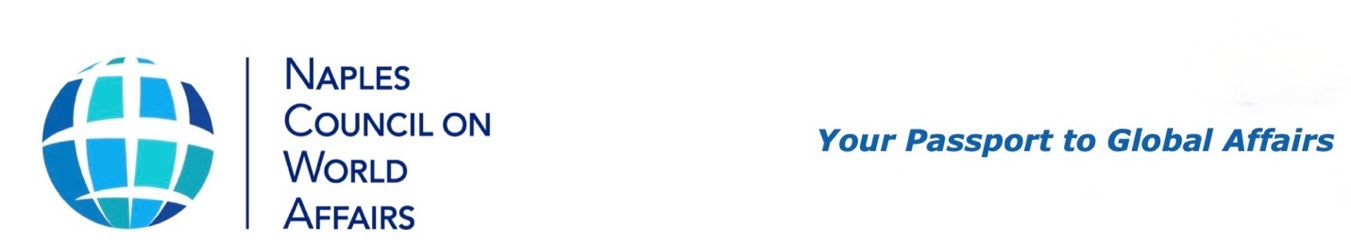 Naples
Council on
World
Affairs
Your Passport to Global Affairs